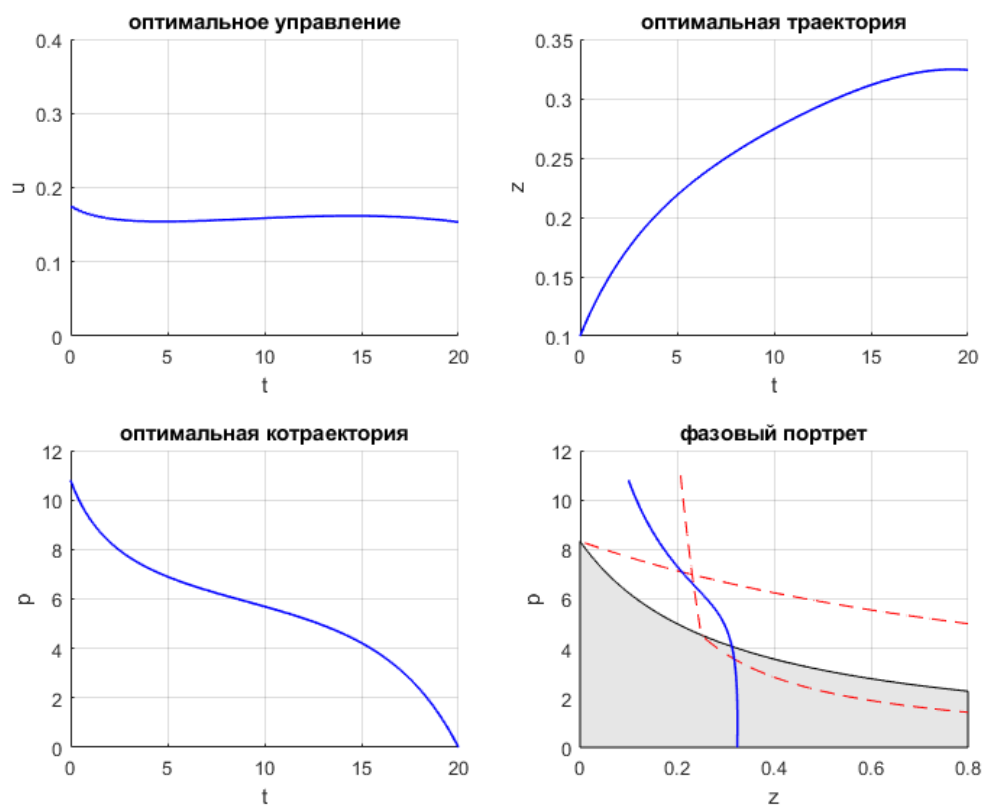 оптимальное управление
0.4
0.3
0.2
0.1
0
u
0 5 10 15 20
t
оптимальная траектория
0.35
0.3
0.25
0.2
0.15
0.1
z
0 5 10 15 20
t
оптимальная котраектория
12
10
8
6
4
2
0
p
0 5 10 15 20
t
фазовый портрет
12
10
8
6
4
2
0
p
0 0.2 0.4 0.6 0.8
z